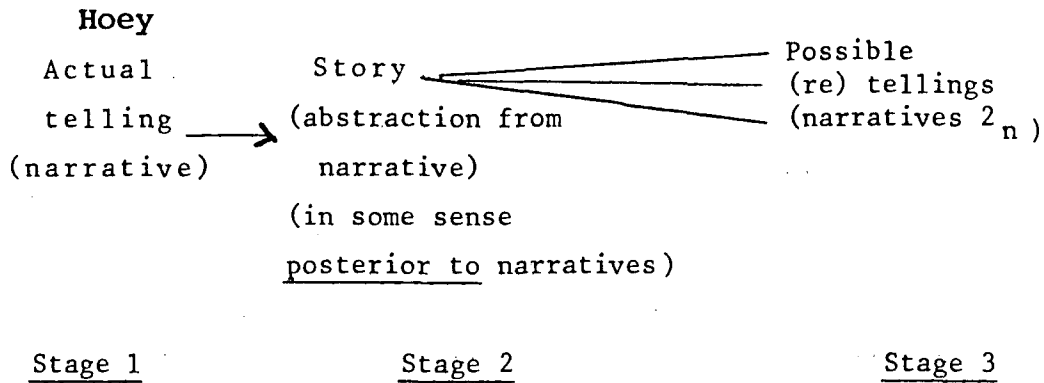 Hoey
Actual
telling
(narrative)
Story
(abstraction from
narrative)
(in some sense
posterior to narratives)
Possible
(re) tellings
(narratives 2n)
Stage 1
Stage 2
Stage 3